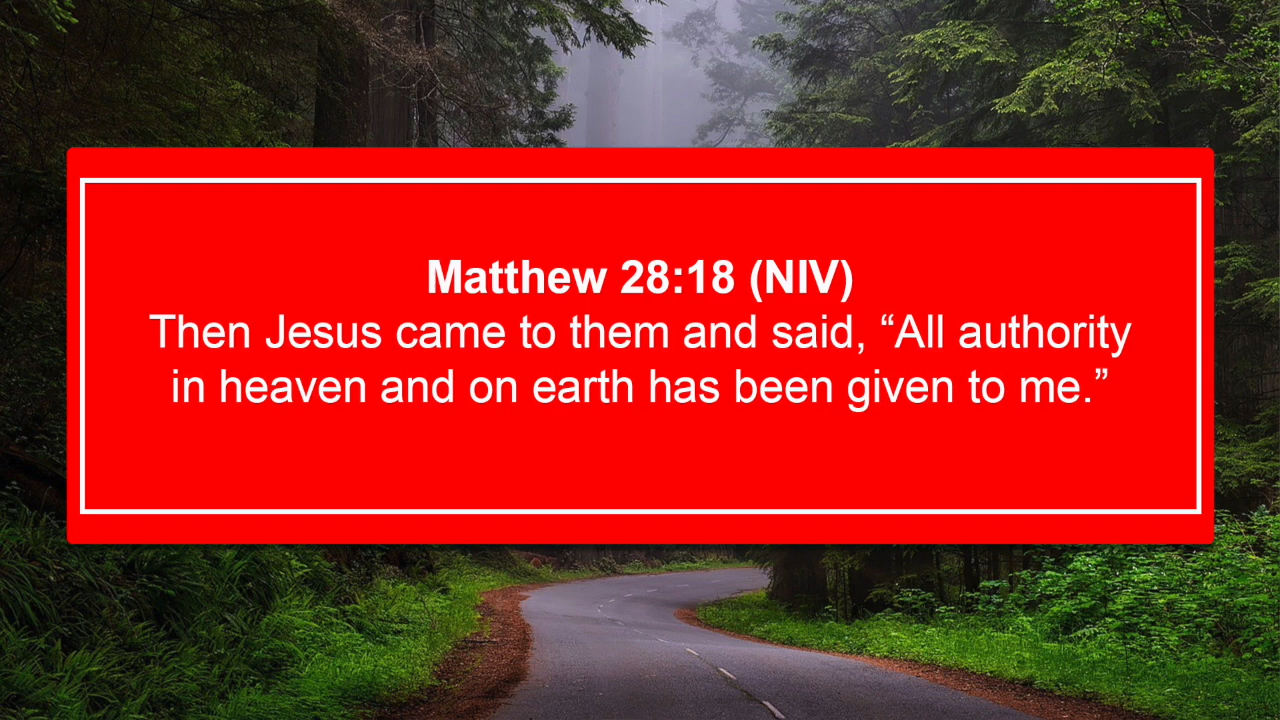 Matthew 28:18 (NIV)
Then Jesus came to them and said, “All authority
in heaven and on earth has been given to me.”